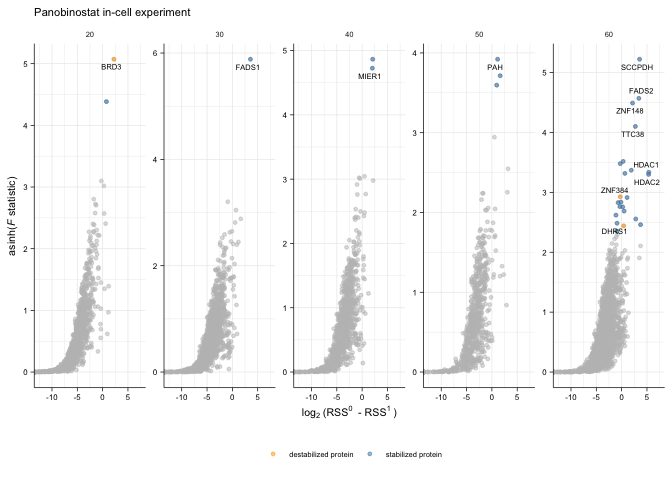 Panobinostat in-cell experiment
20 30 40 50 60
asinh(F statistic)
0 1 2 3 4 5
-10 -5 0 5
BRD3
0 2 4 6
-10 -5 0 5
FADS1
0 1 2 3 4 5
-10 -5 0 5
MIER1
0 1 2 3 4
-10 -5 0 5
PAH
0 1 2 3 4 5
-10 -5 0 5
SCCPDH
FADS2
ZNF148
TTC38
HDAC1
HDAC2
ZNF384
DHRS1
log₂ (RSS⁰ - RSS¹)
destabilized protein stabilized protein